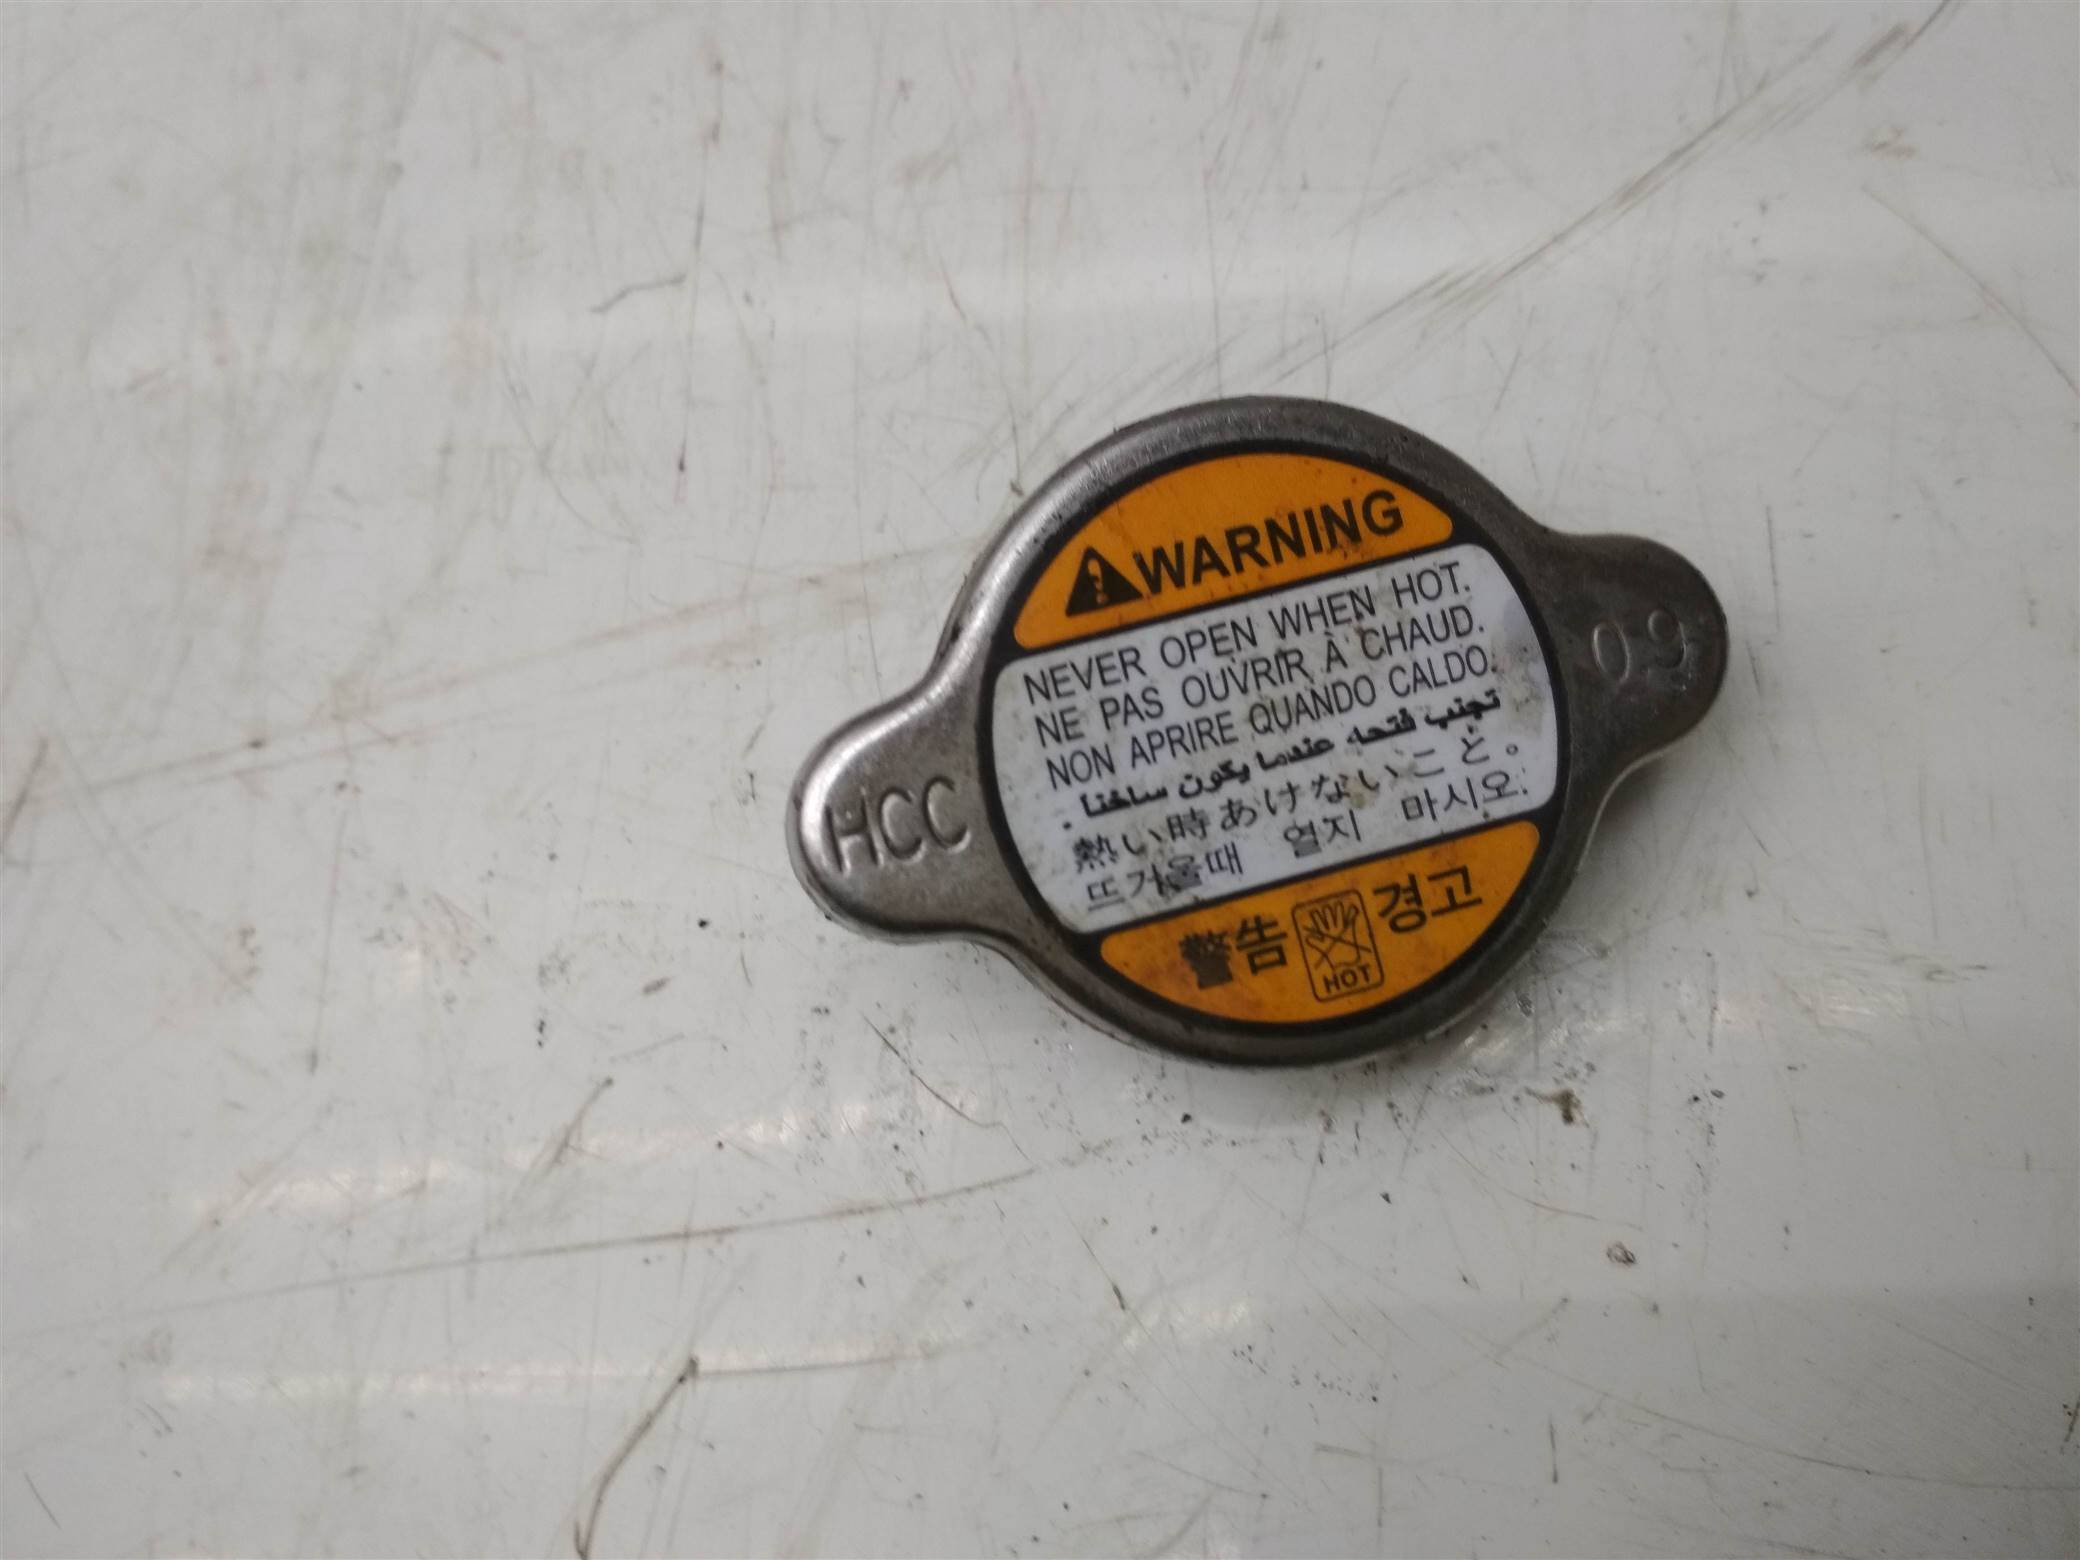 WARNING
NEVER OPEN WHEN HOT.
NE PAS OUVRIR À CHAUD.
NON APRIRE QUANDO CALDO.
تجنب فتحه عندما يكون ساخنا .
熱い時あけないこと。
뜨거울때 열지 마시오.
警告 HOT 경고
HCC
0.9